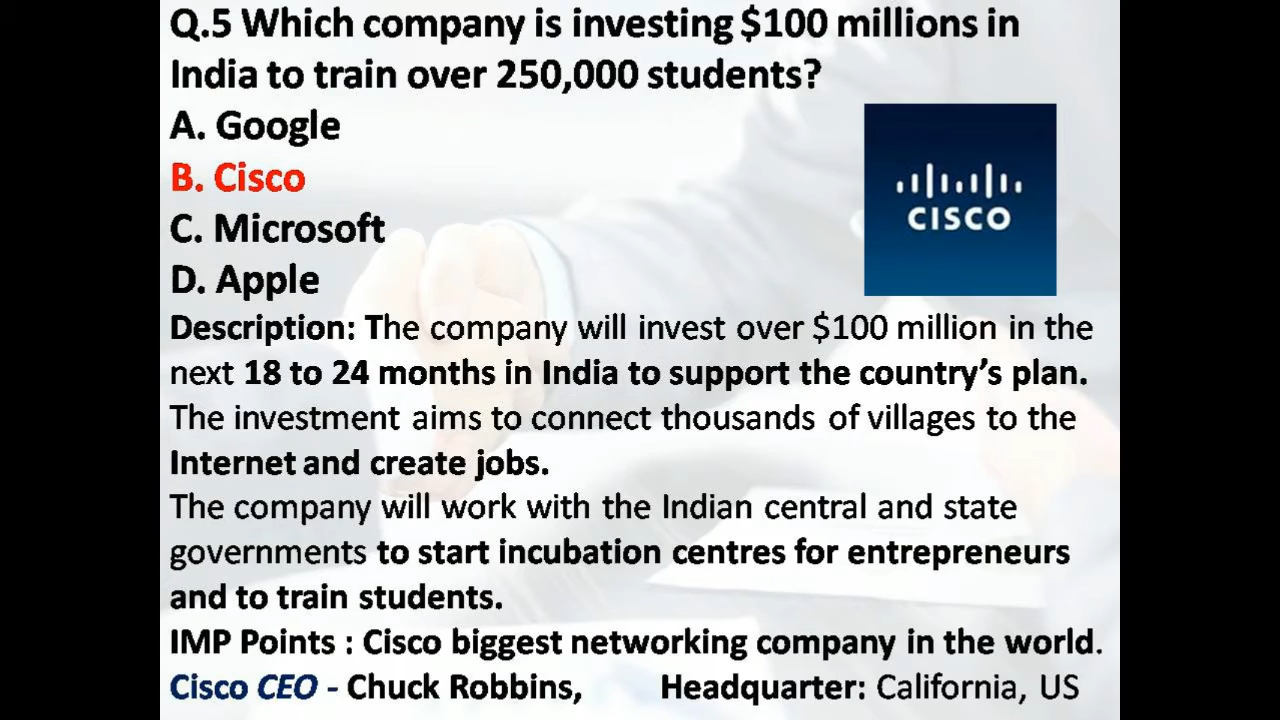 Q.5 Which company is investing $100 millions in
India to train over 250,000 students?
A. Google
B. Cisco
C. Microsoft
D. Apple
CISCO
Description: The company will invest over $100 million in the
next 18 to 24 months in India to support the country’s plan.
The investment aims to connect thousands of villages to the
Internet and create jobs.
The company will work with the Indian central and state
governments to start incubation centres for entrepreneurs
and to train students.
IMP Points : Cisco biggest networking company in the world.
Cisco CEO - Chuck Robbins, Headquarter: California, US